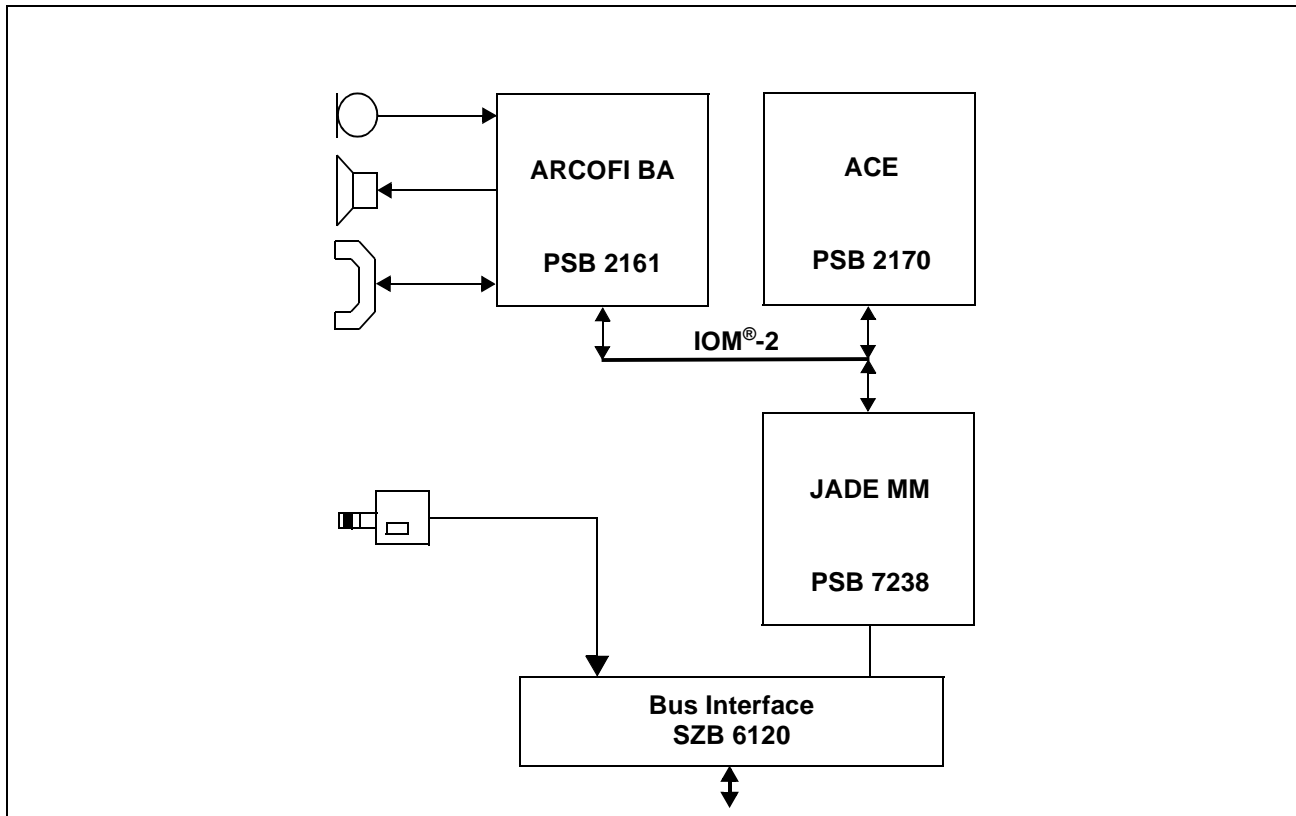 ARCOFI BA
PSB 2161
ACE
PSB 2170
IOM®-2
JADE MM
PSB 7238
Bus Interface
SZB 6120